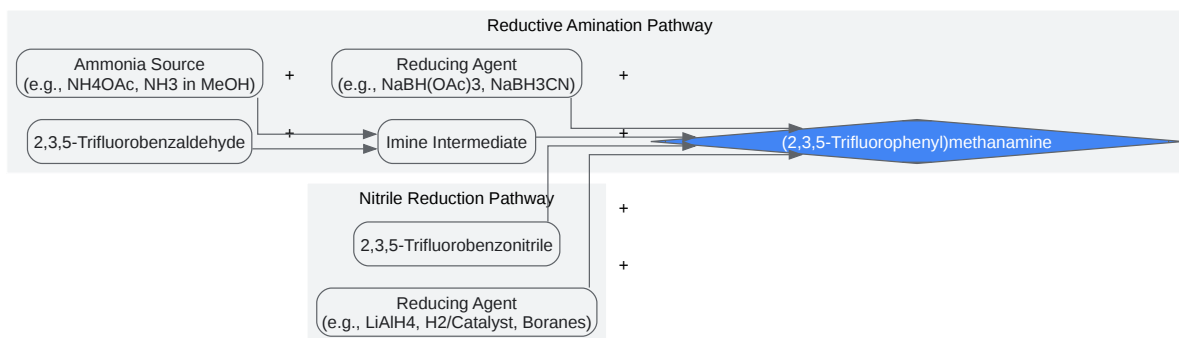 Reductive Amination Pathway
Ammonia Source
(e.g., NH4OAc, NH3 in MeOH)
+
Reducing Agent
(e.g., NaBH(OAc)3, NaBH3CN)
+
2,3,5-Trifluorobenzaldehyde
+
Imine Intermediate
+
(2,3,5-Trifluorophenyl)methanamine
Nitrile Reduction Pathway
+
2,3,5-Trifluorobenzonitrile
+
Reducing Agent
(e.g., LiAlH4, H2/Catalyst, Boranes)